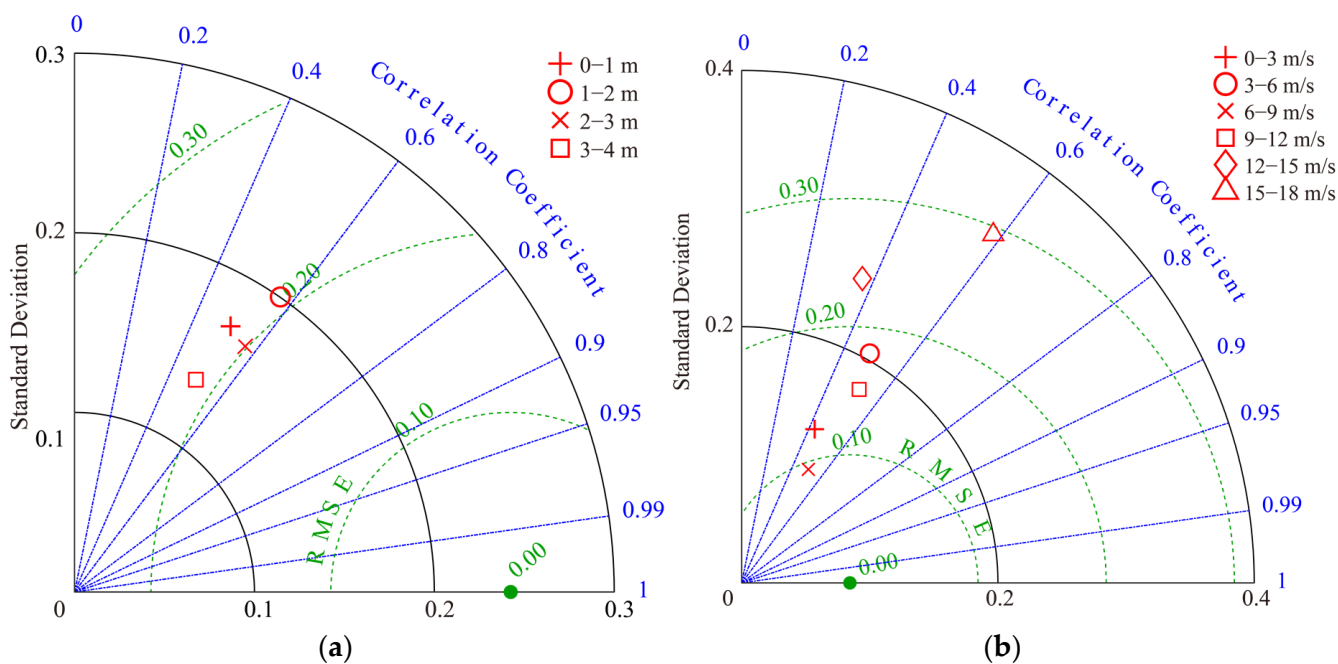 0
0.2
0.4
0.6
0.8
0.9
0.95
0.99
1
Correlation Coefficient
0.3
0.2
0.1
Standard Deviation
0
0.1
0.2
0.3
0.30
0.20
0.10
0.00
RMSE
0−1 m
1−2 m
2−3 m
3−4 m
(a)
0
0.2
0.4
0.6
0.8
0.9
0.95
0.99
1
Correlation Coefficient
0.4
0.2
Standard Deviation
0
0.2
0.4
0.30
0.20
0.10
0.00
RMSE
0−3 m/s
3−6 m/s
6−9 m/s
9−12 m/s
12−15 m/s
15−18 m/s
(b)